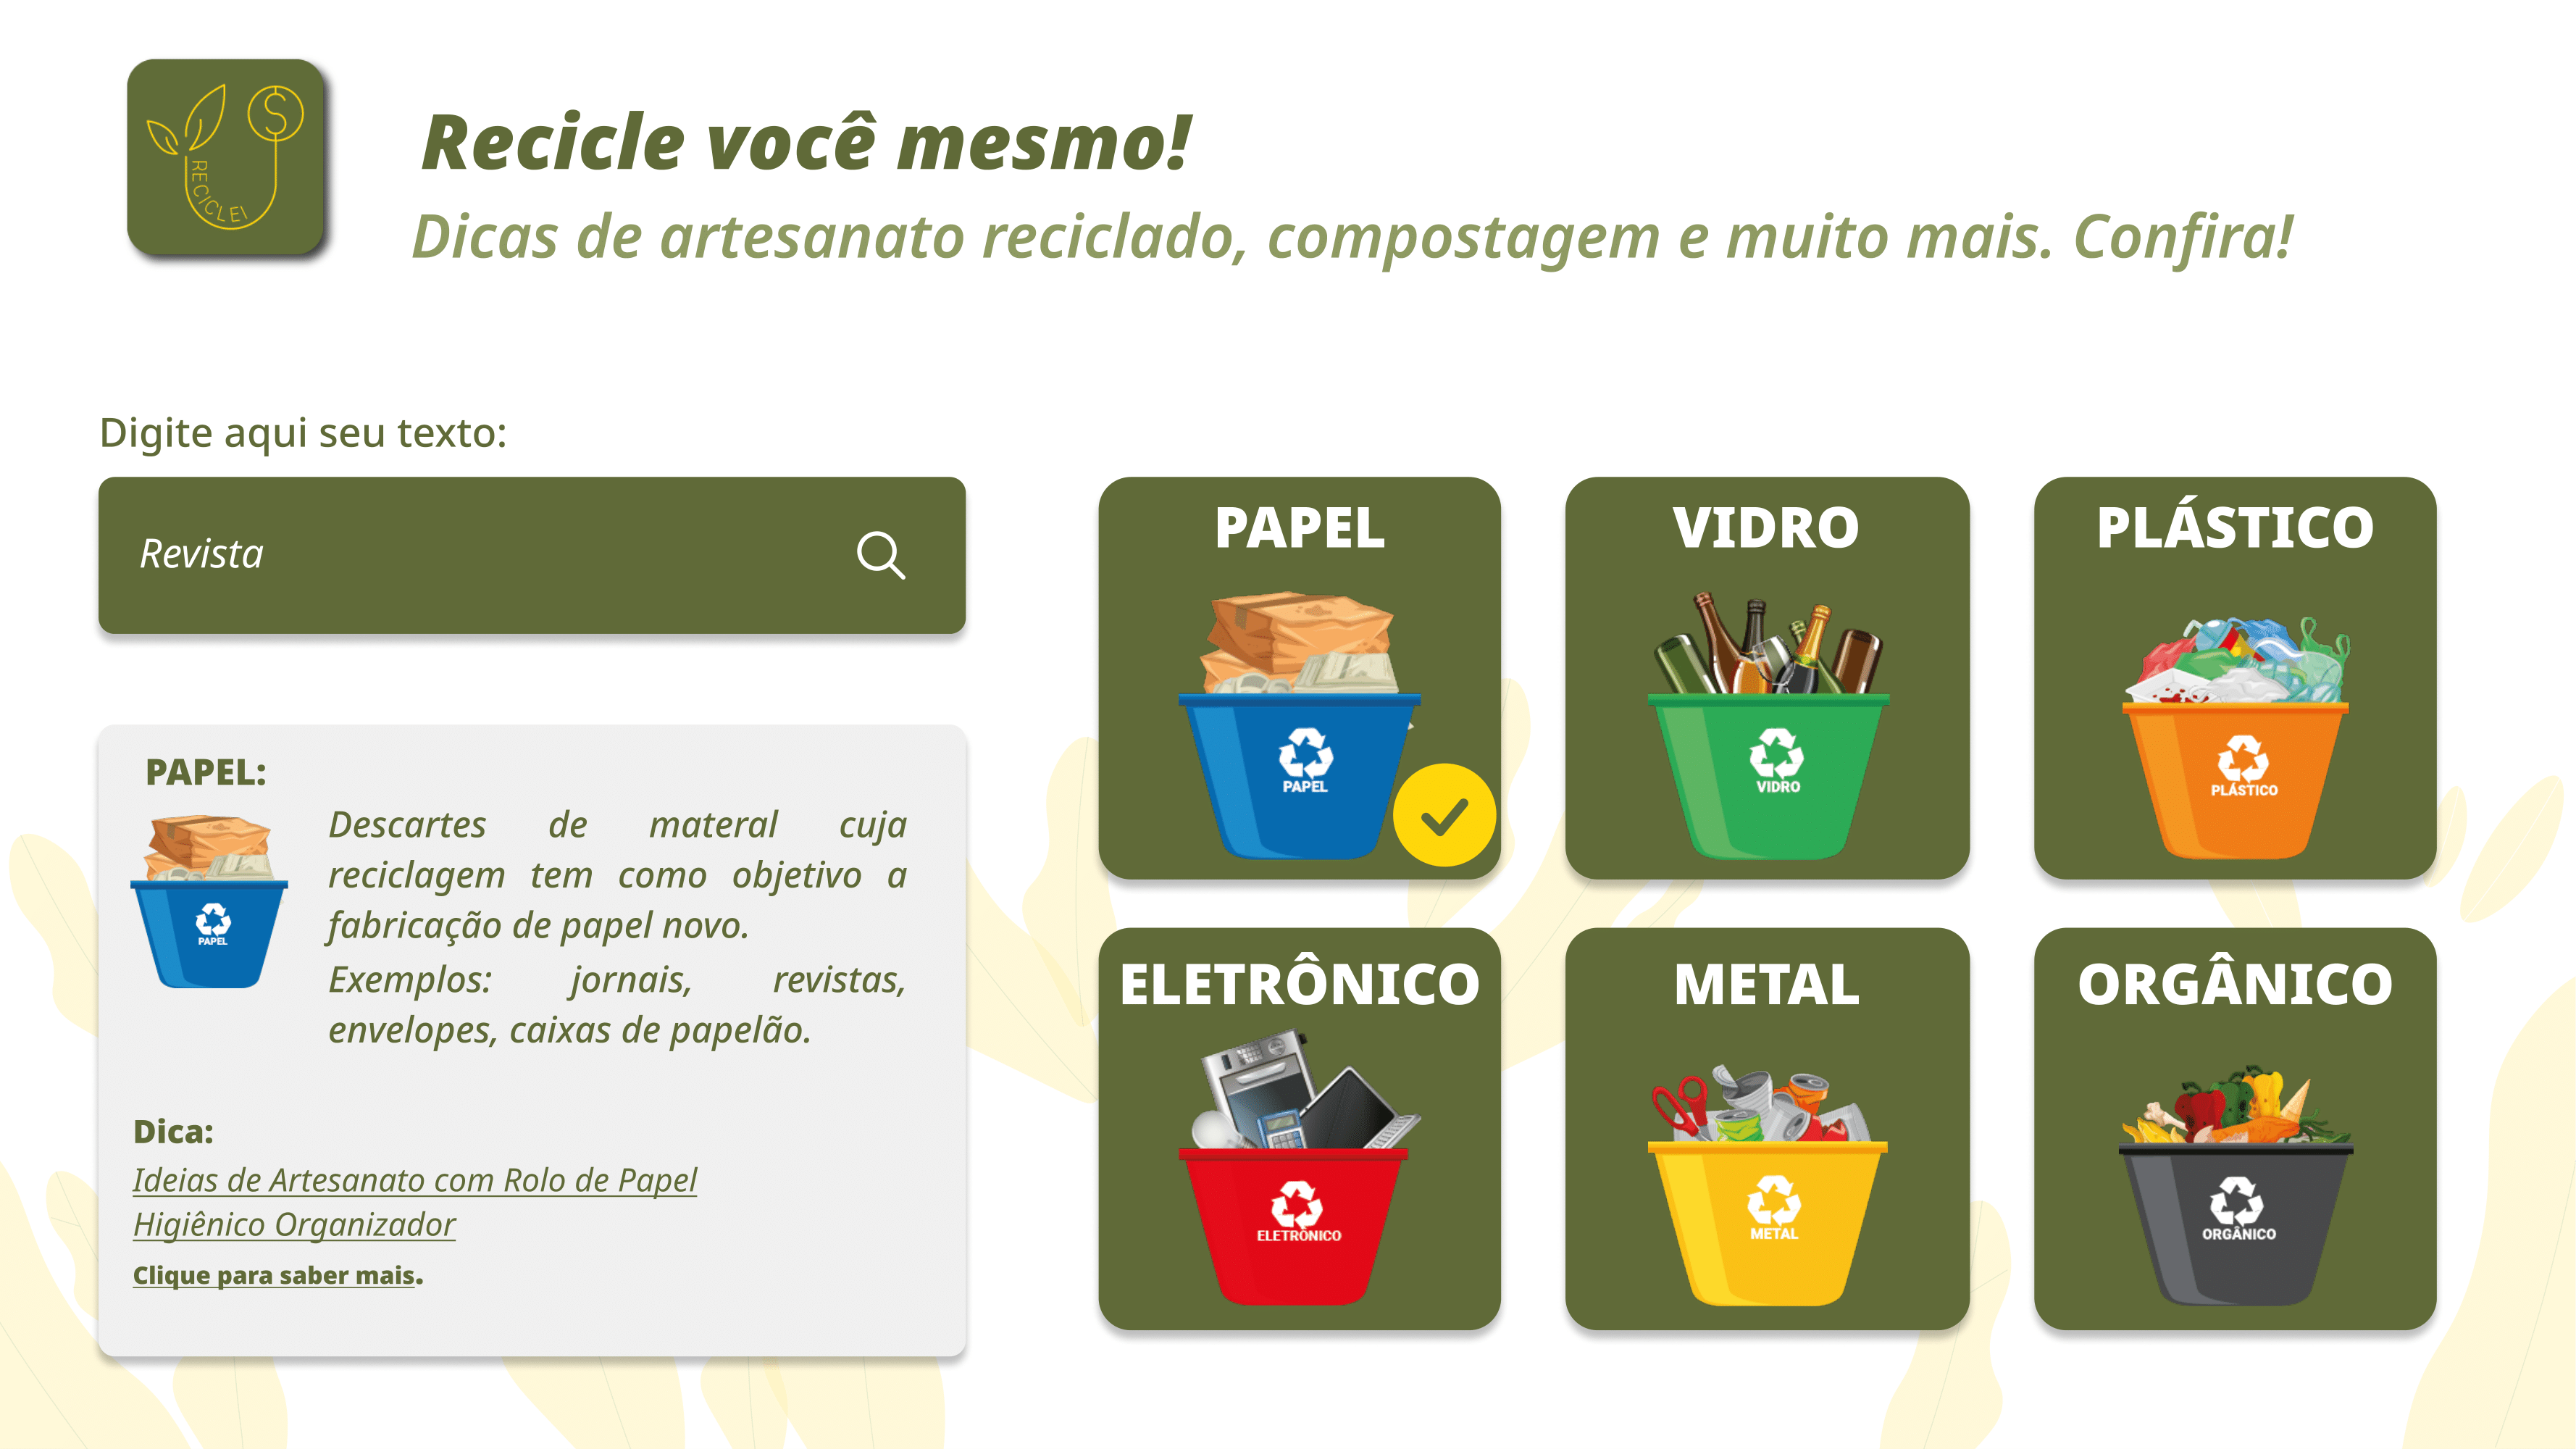 RECICLEI
Recicle você mesmo!
Dicas de artesanato reciclado, compostagem e muito mais. Confira!
Digite aqui seu texto:
Revista
PAPEL:
PAPEL
Descartes de materal cuja
reciclagem tem como objetivo a
fabricação de papel novo.
Exemplos: jornais, revistas,
envelopes, caixas de papelão.
Dica:
Ideias de Artesanato com Rolo de Papel
Higiênico Organizador
Clique para saber mais.
PAPEL
PAPEL
VIDRO
VIDRO
PLÁSTICO
PLÁSTICO
ELETRÔNICO
ELETRÔNICO
METAL
METAL
ORGÂNICO
ORGÂNICO